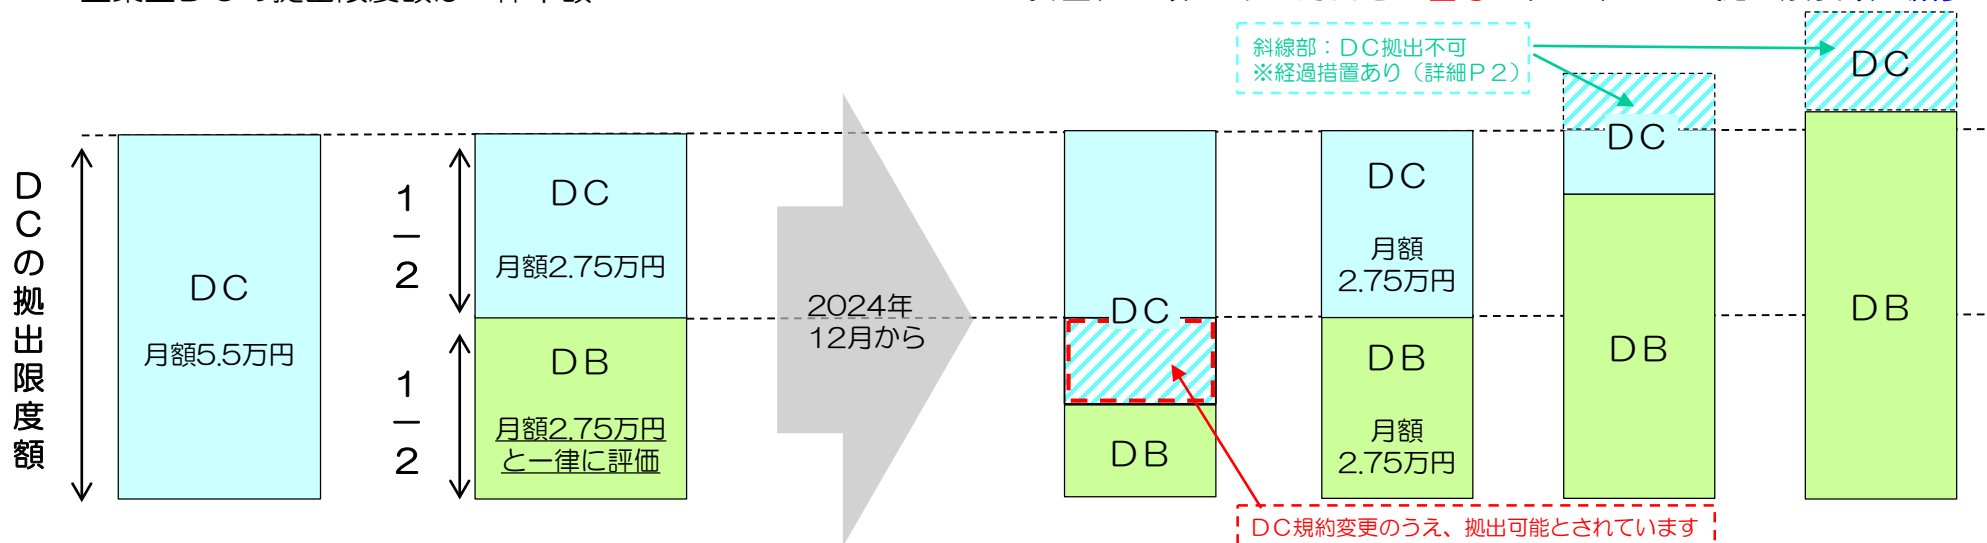 斜線部：ＤＣ拠出不可
※経過措置あり（詳細Ｐ２）
ＤＣの拠出限度額
ＤＣ
月額5.5万円
1
2
1
2
ＤＣ
月額2.75万円
ＤＢ
月額2.75万円
と一律に評価
2024年
12月から
ＤＣ
ＤＢ
ＤＣ
月額
2.75万円
ＤＢ
月額
2.75万円
ＤＣ
ＤＢ
ＤＣ
ＤＢ
ＤＣ規約変更のうえ、拠出可能とされています